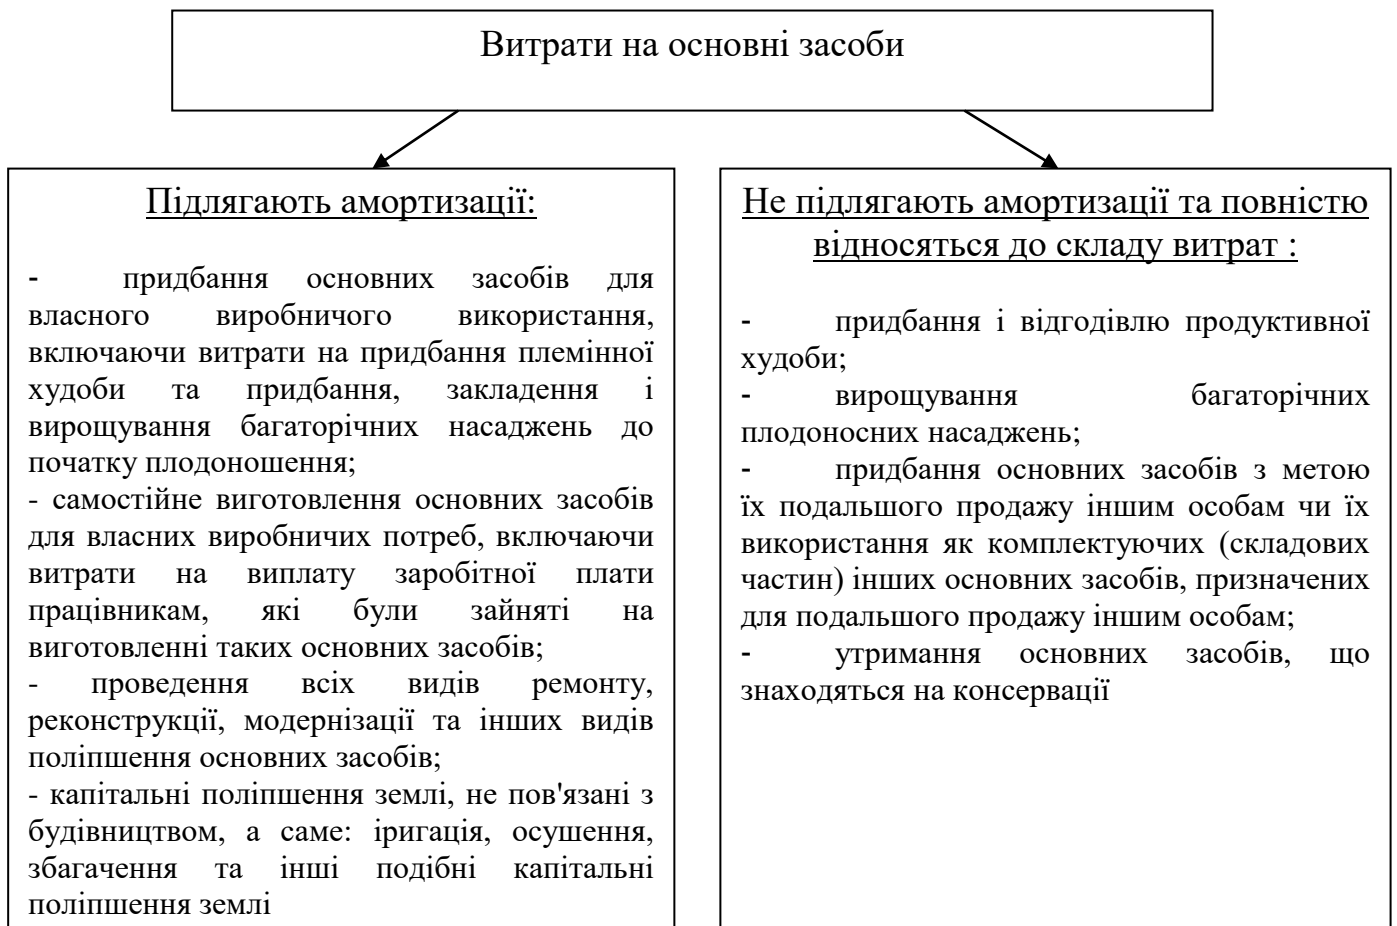 Витрати на основні засоби
Підлягають амортизації:
- придбання основних засобів для
власного виробничого використання,
включаючи витрати на придбання племінної
худоби та придбання, закладення і
вирощування багаторічних насаджень до
початку плодоношення;
- самостійне виготовлення основних засобів
для власних виробничих потреб, включаючи
витрати на виплату заробітної плати
працівникам, які були зайняті на
виготовленні таких основних засобів;
- проведення всіх видів ремонту,
реконструкції, модернізації та інших видів
поліпшення основних засобів;
- капітальні поліпшення землі, не пов'язані з
будівництвом, а саме: іригація, осушення,
збагачення та інші подібні капітальні
поліпшення землі
Не підлягають амортизації та повністю
відносяться до складу витрат :
- придбання і відгодівлю продуктивної
худоби;
- вирощування багаторічних
плодоносних насаджень;
- придбання основних засобів з метою
їх подальшого продажу іншим особам чи їх
використання як комплектуючих (складових
частин) інших основних засобів, призначених
для подальшого продажу іншим особам;
- утримання основних засобів, що
знаходяться на консервації